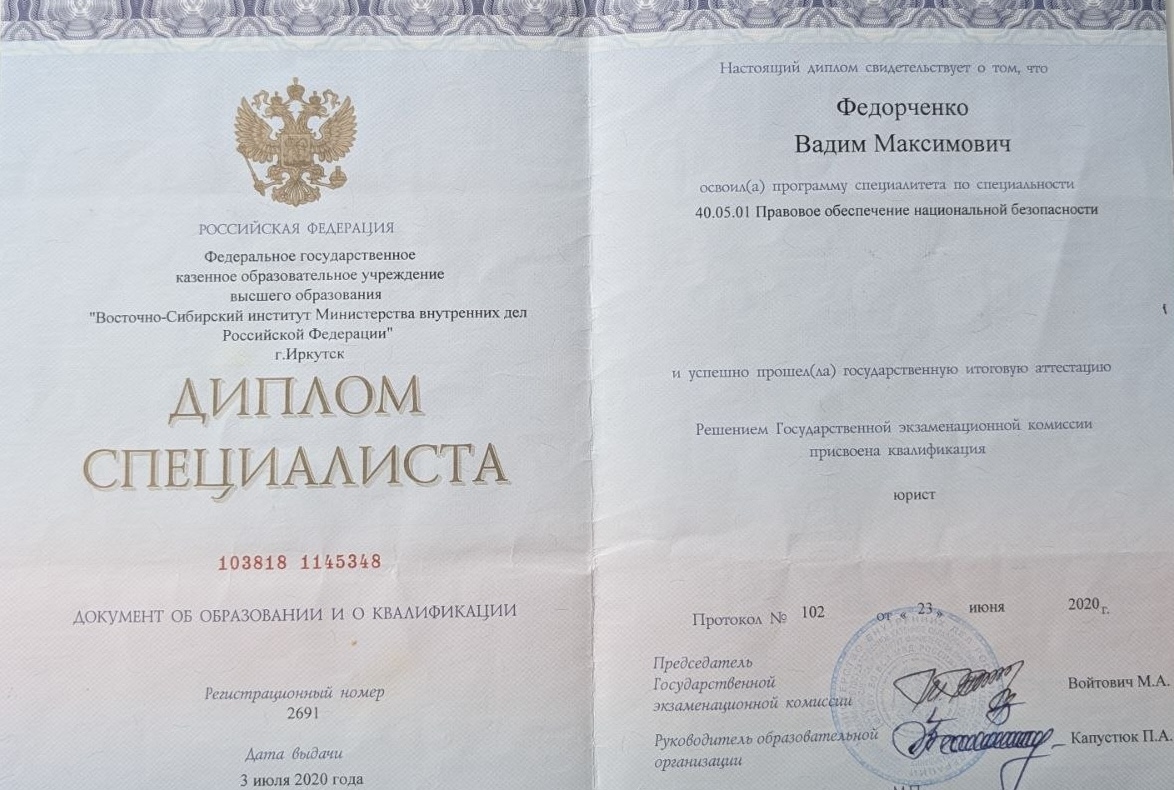 РОССИЙСКАЯ ФЕДЕРАЦИЯ
Федеральное государственное
казенное образовательное учреждение
высшего образования
"Восточно-Сибирский институт Министерства внутренних дел
Российской Федерации"
г.Иркутск
ДИПЛОМ
СПЕЦИАЛИСТА
103818 1145348
ДОКУМЕНТ ОБ ОБРАЗОВАНИИ И О КВАЛИФИКАЦИИ
Регистрационный номер
2691
Дата выдачи
3 июля 2020 года
Настоящий диплом свидетельствует о том, что
Федорченко
Вадим Максимович
освоил(а) программу специалитета по специальности
40.05.01 Правовое обеспечение национальной безопасности
и успешно прошел(ла) государственную итоговую аттестацию
Решением Государственной экзаменационной комиссии
присвоена квалификация
юрист
Протокол № 102 от « 23 » июня 2020 г.
Председатель
Государственной
экзаменационной комиссии Войтович М.А.
Руководитель образовательной Капустюк П.А.
организации